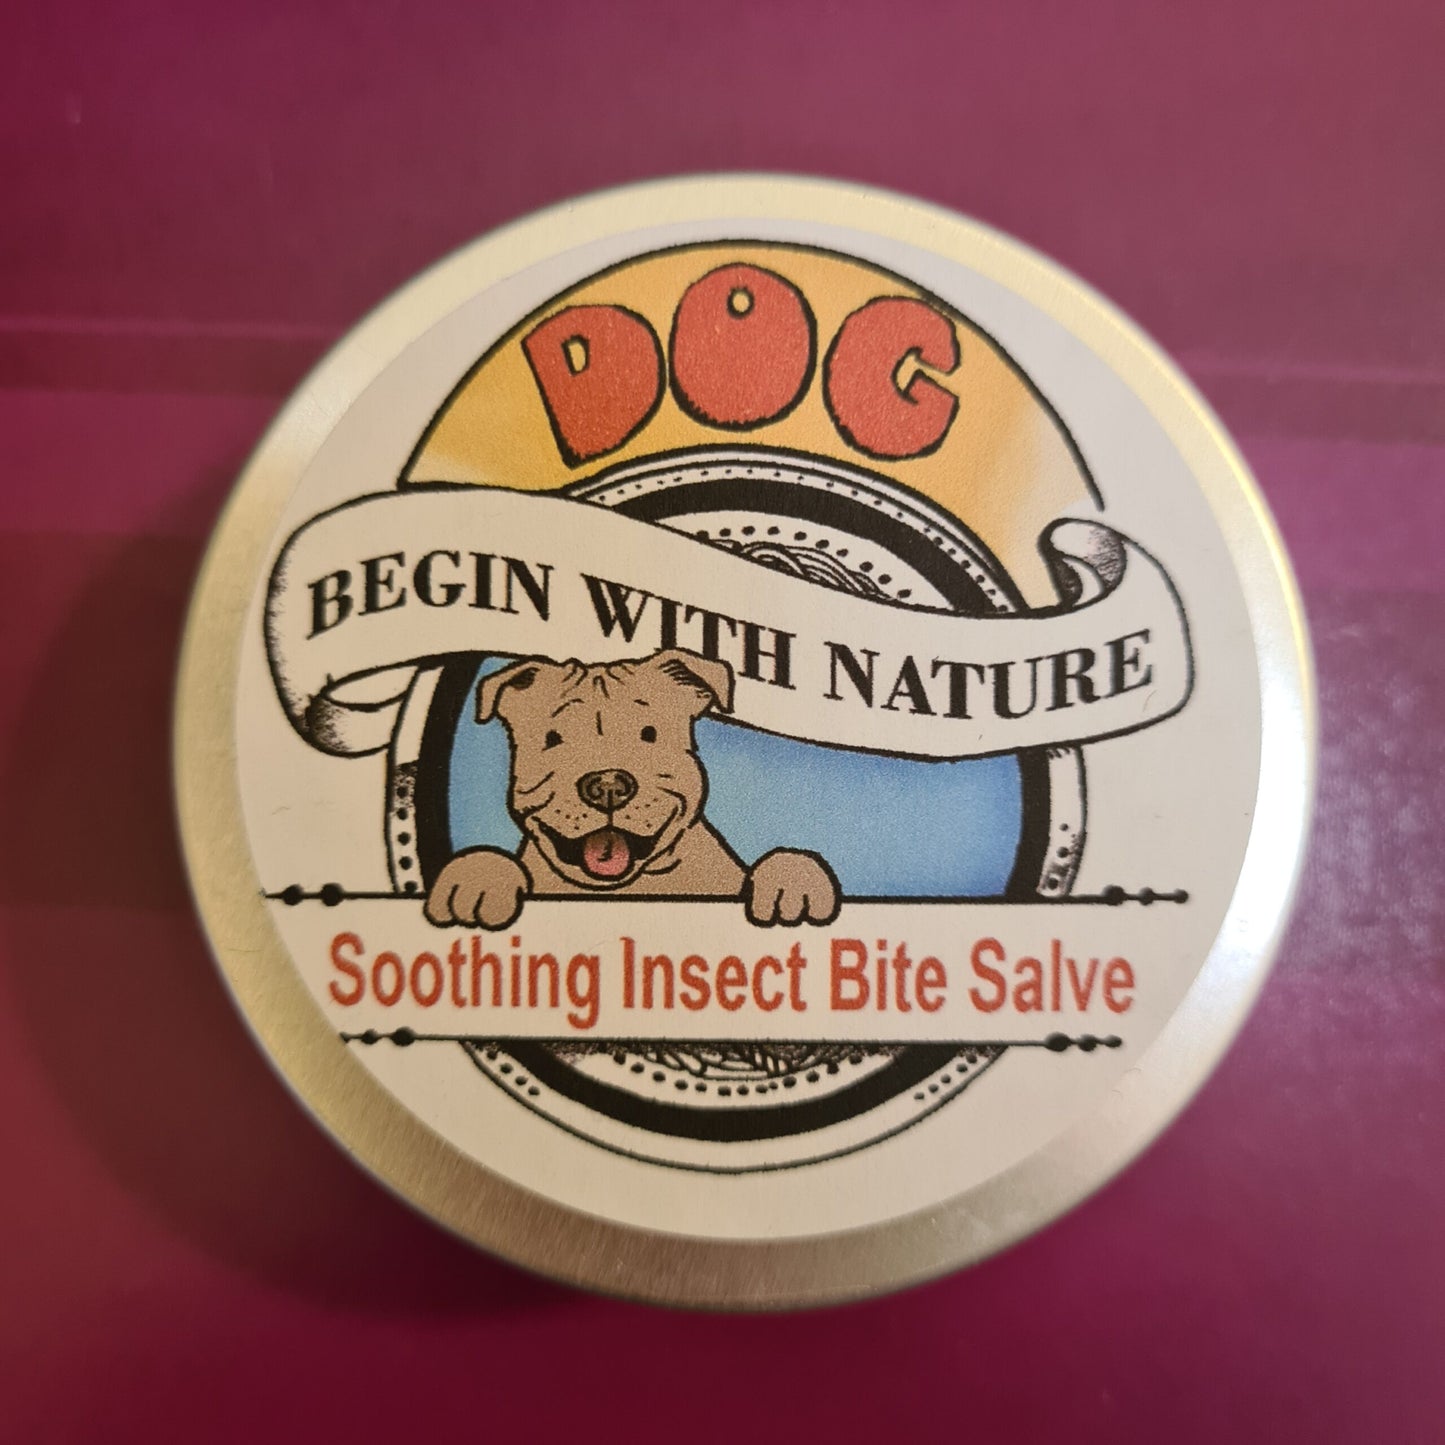 DOG
BEGIN WITH NATURE
Soothing Insect Bite Salve